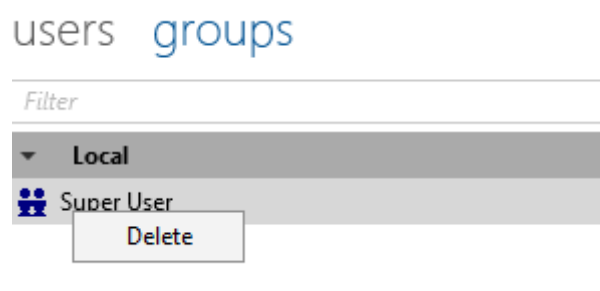 users groups
Filter
Local
Super User
Delete